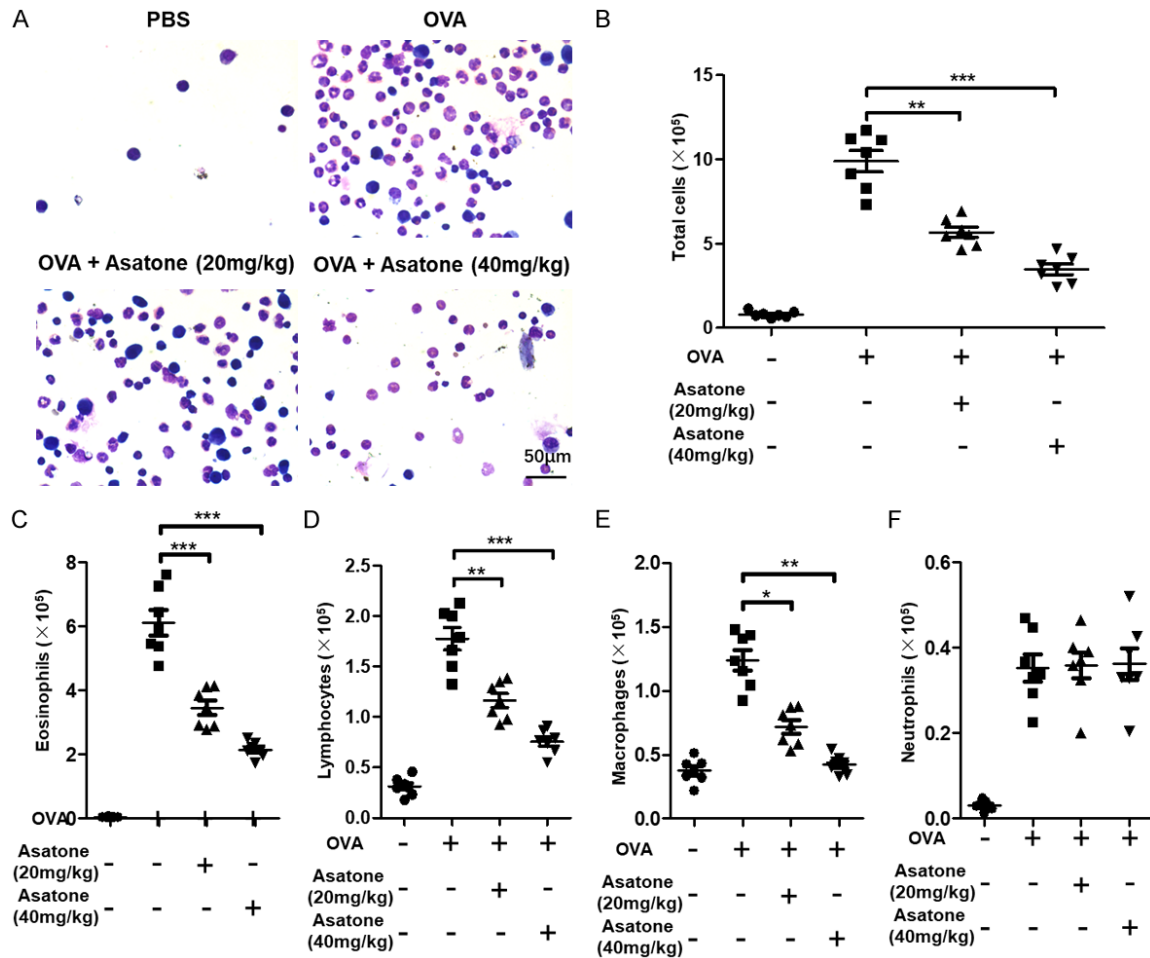 A
PBS
OVA
OVA + Asatone (20mg/kg)
OVA + Asatone (40mg/kg)
50μm
B
Total cells (×10⁵)
15
10
5
0
***
**
OVA - + + +
Asatone
(20mg/kg) - - + -
Asatone
(40mg/kg) - - - +
C
Eosinophils (×10⁵)
8
6
4
2
0
***
***
OVA - + + +
Asatone
(20mg/kg) - - + -
Asatone
(40mg/kg) - - - +
D
Lymphocytes (×10⁵)
2.5
2.0
1.5
1.0
0.5
0.0
***
**
OVA - + + +
Asatone
(20mg/kg) - - + -
Asatone
(40mg/kg) - - - +
E
Macrophages (×10⁵)
2.0
1.5
1.0
0.5
0.0
**
*
OVA - + + +
Asatone
(20mg/kg) - - + -
Asatone
(40mg/kg) - - - +
F
Neutrophils (×10⁵)
0.6
0.4
0.2
0.0
OVA - + + +
Asatone
(20mg/kg) - - + -
Asatone
(40mg/kg) - - - +